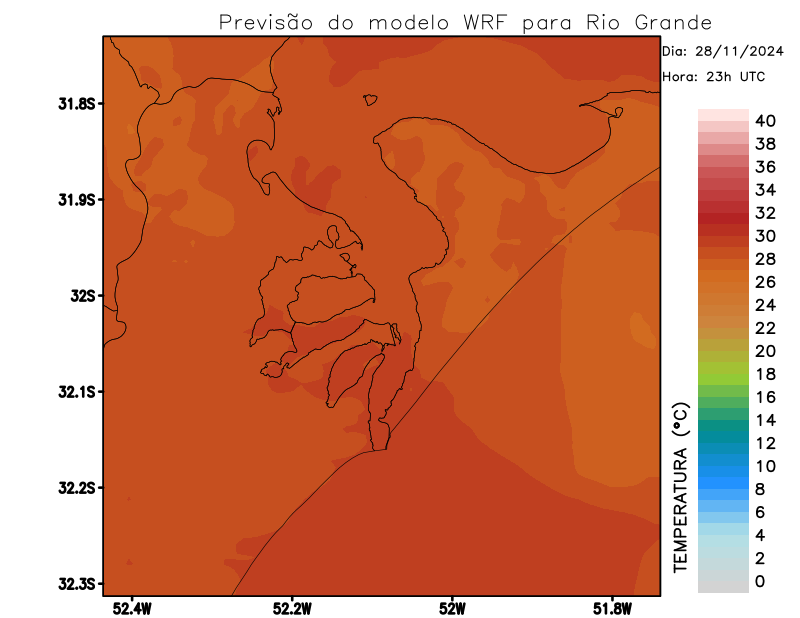 Previsão do modelo WRF para Rio Grande
Dia: 28/11/2024
Hora: 23h UTC
31.8S
31.9S
32S
32.1S
32.2S
32.3S
52.4W
52.2W
52W
51.8W
40
38
36
34
32
30
28
26
24
22
20
18
16
14
12
10
8
6
4
2
0
TEMPERATURA (°C)